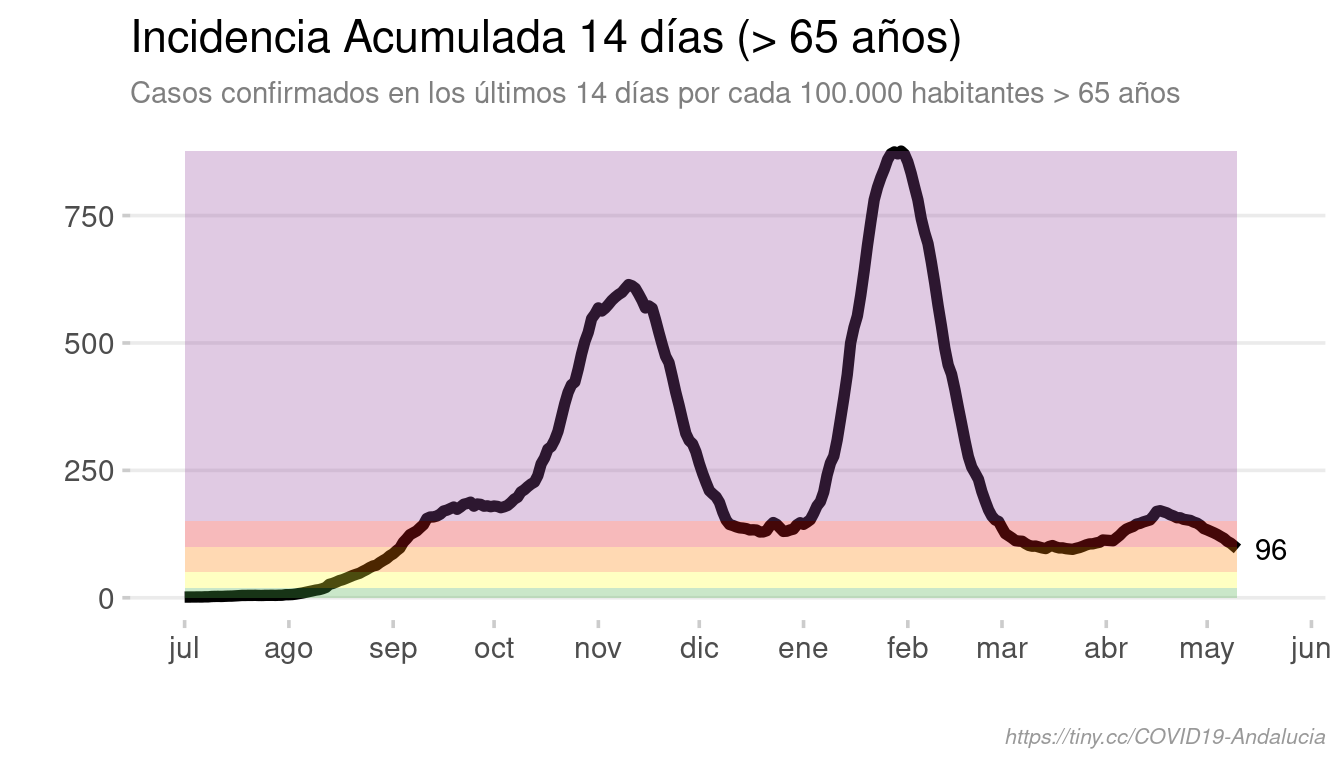 Incidencia Acumulada 14 días (> 65 años)
Casos confirmados en los últimos 14 días por cada 100.000 habitantes > 65 años
750
500
250
0
96
jul ago sep oct nov dic ene feb mar abr may jun
https://tiny.cc/COVID19-Andalucia